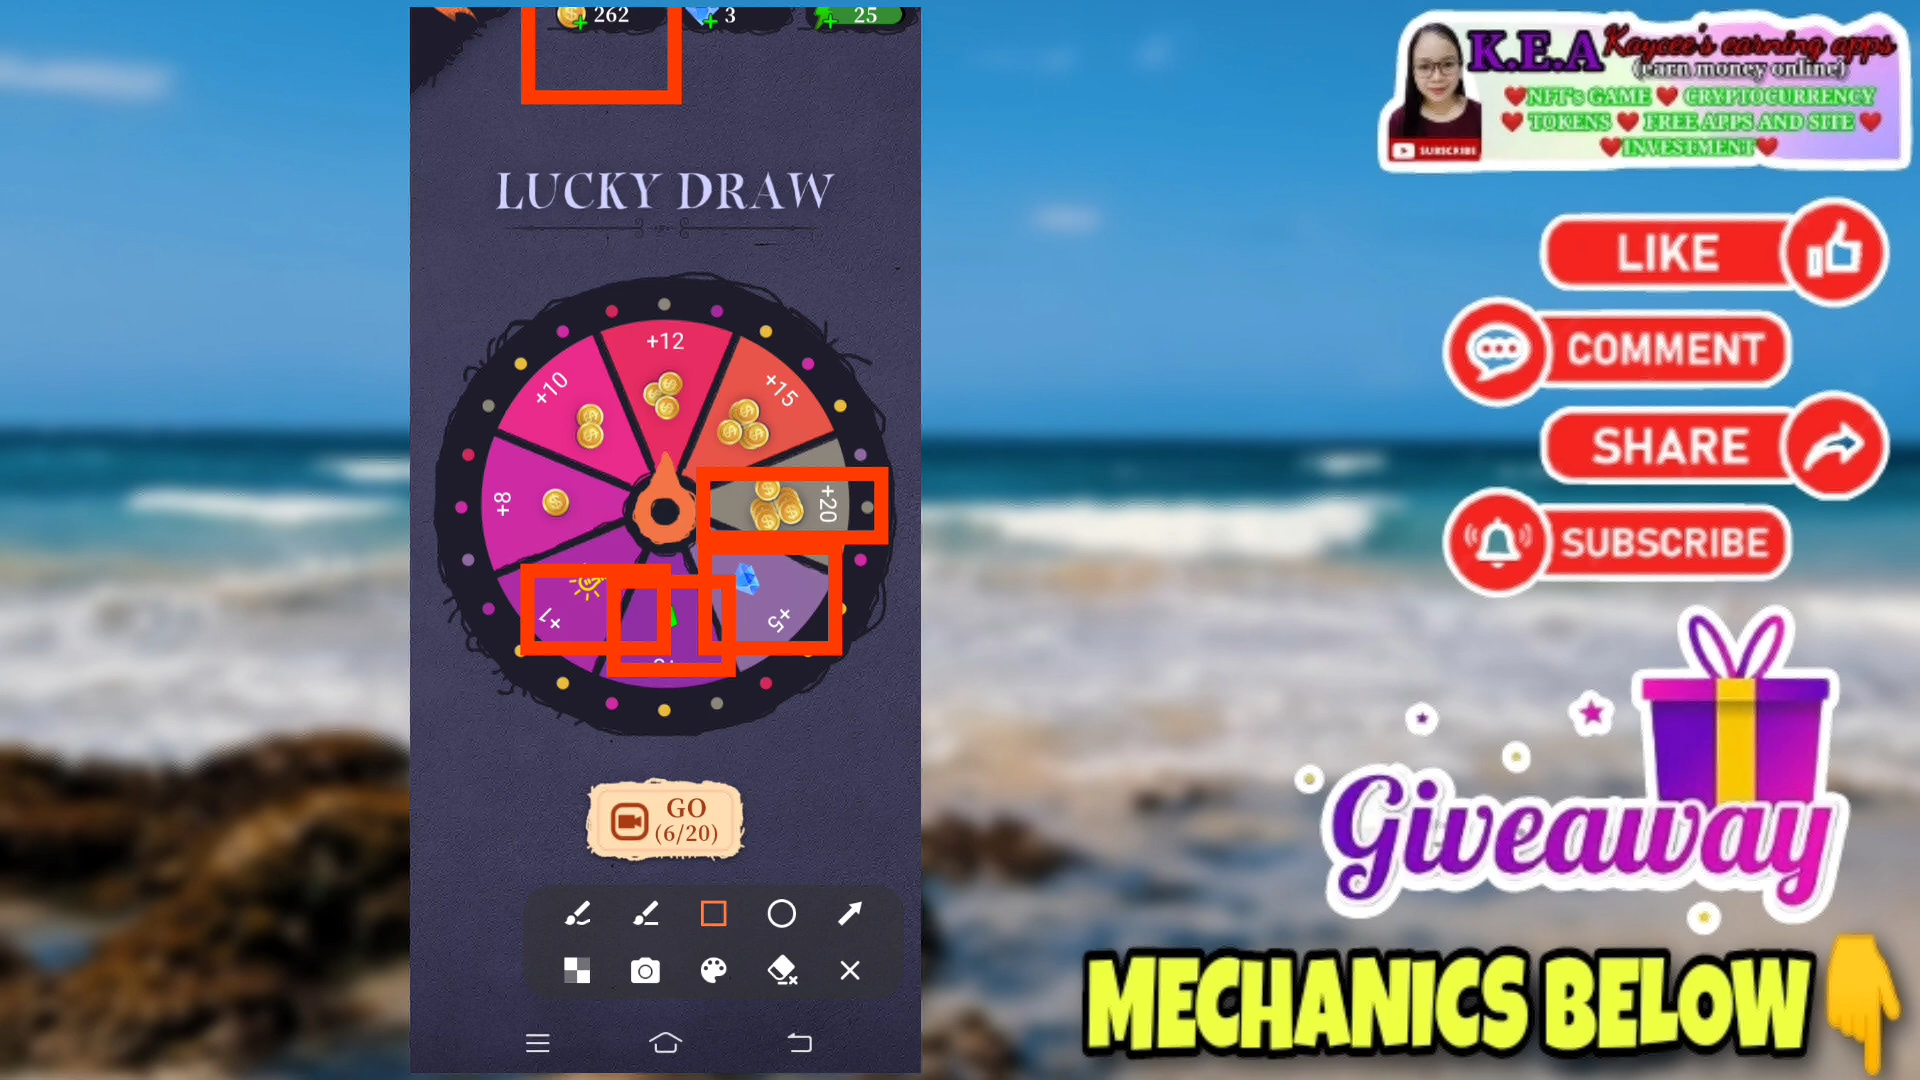 262
3
25
LUCKY DRAW
+12
+10
+15
+8
+20
+1
+5
GO
(6/20)
K.E.A Kaycee's earning apps
(earn money online)
NFT's GAME CRYPTOCURRENCY
TOKENS FREE APPS AND SITE
INVESTMENT
SUBSCRIBE
LIKE
COMMENT
SHARE
SUBSCRIBE
Giveaway
MECHANICS BELOW